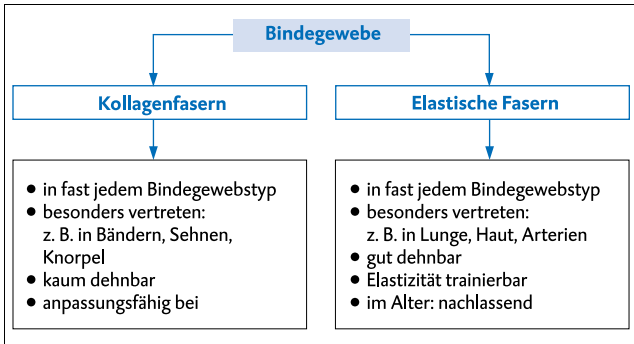 Bindegewebe
Kollagenfasern
• in fast jedem Bindegewebstyp
• besonders vertreten:
z. B. in Bändern, Sehnen,
Knorpel
• kaum dehnbar
• anpassungsfähig bei
Elastische Fasern
• in fast jedem Bindegewebstyp
• besonders vertreten:
z. B. in Lunge, Haut, Arterien
• gut dehnbar
• Elastizität trainierbar
• im Alter: nachlassend